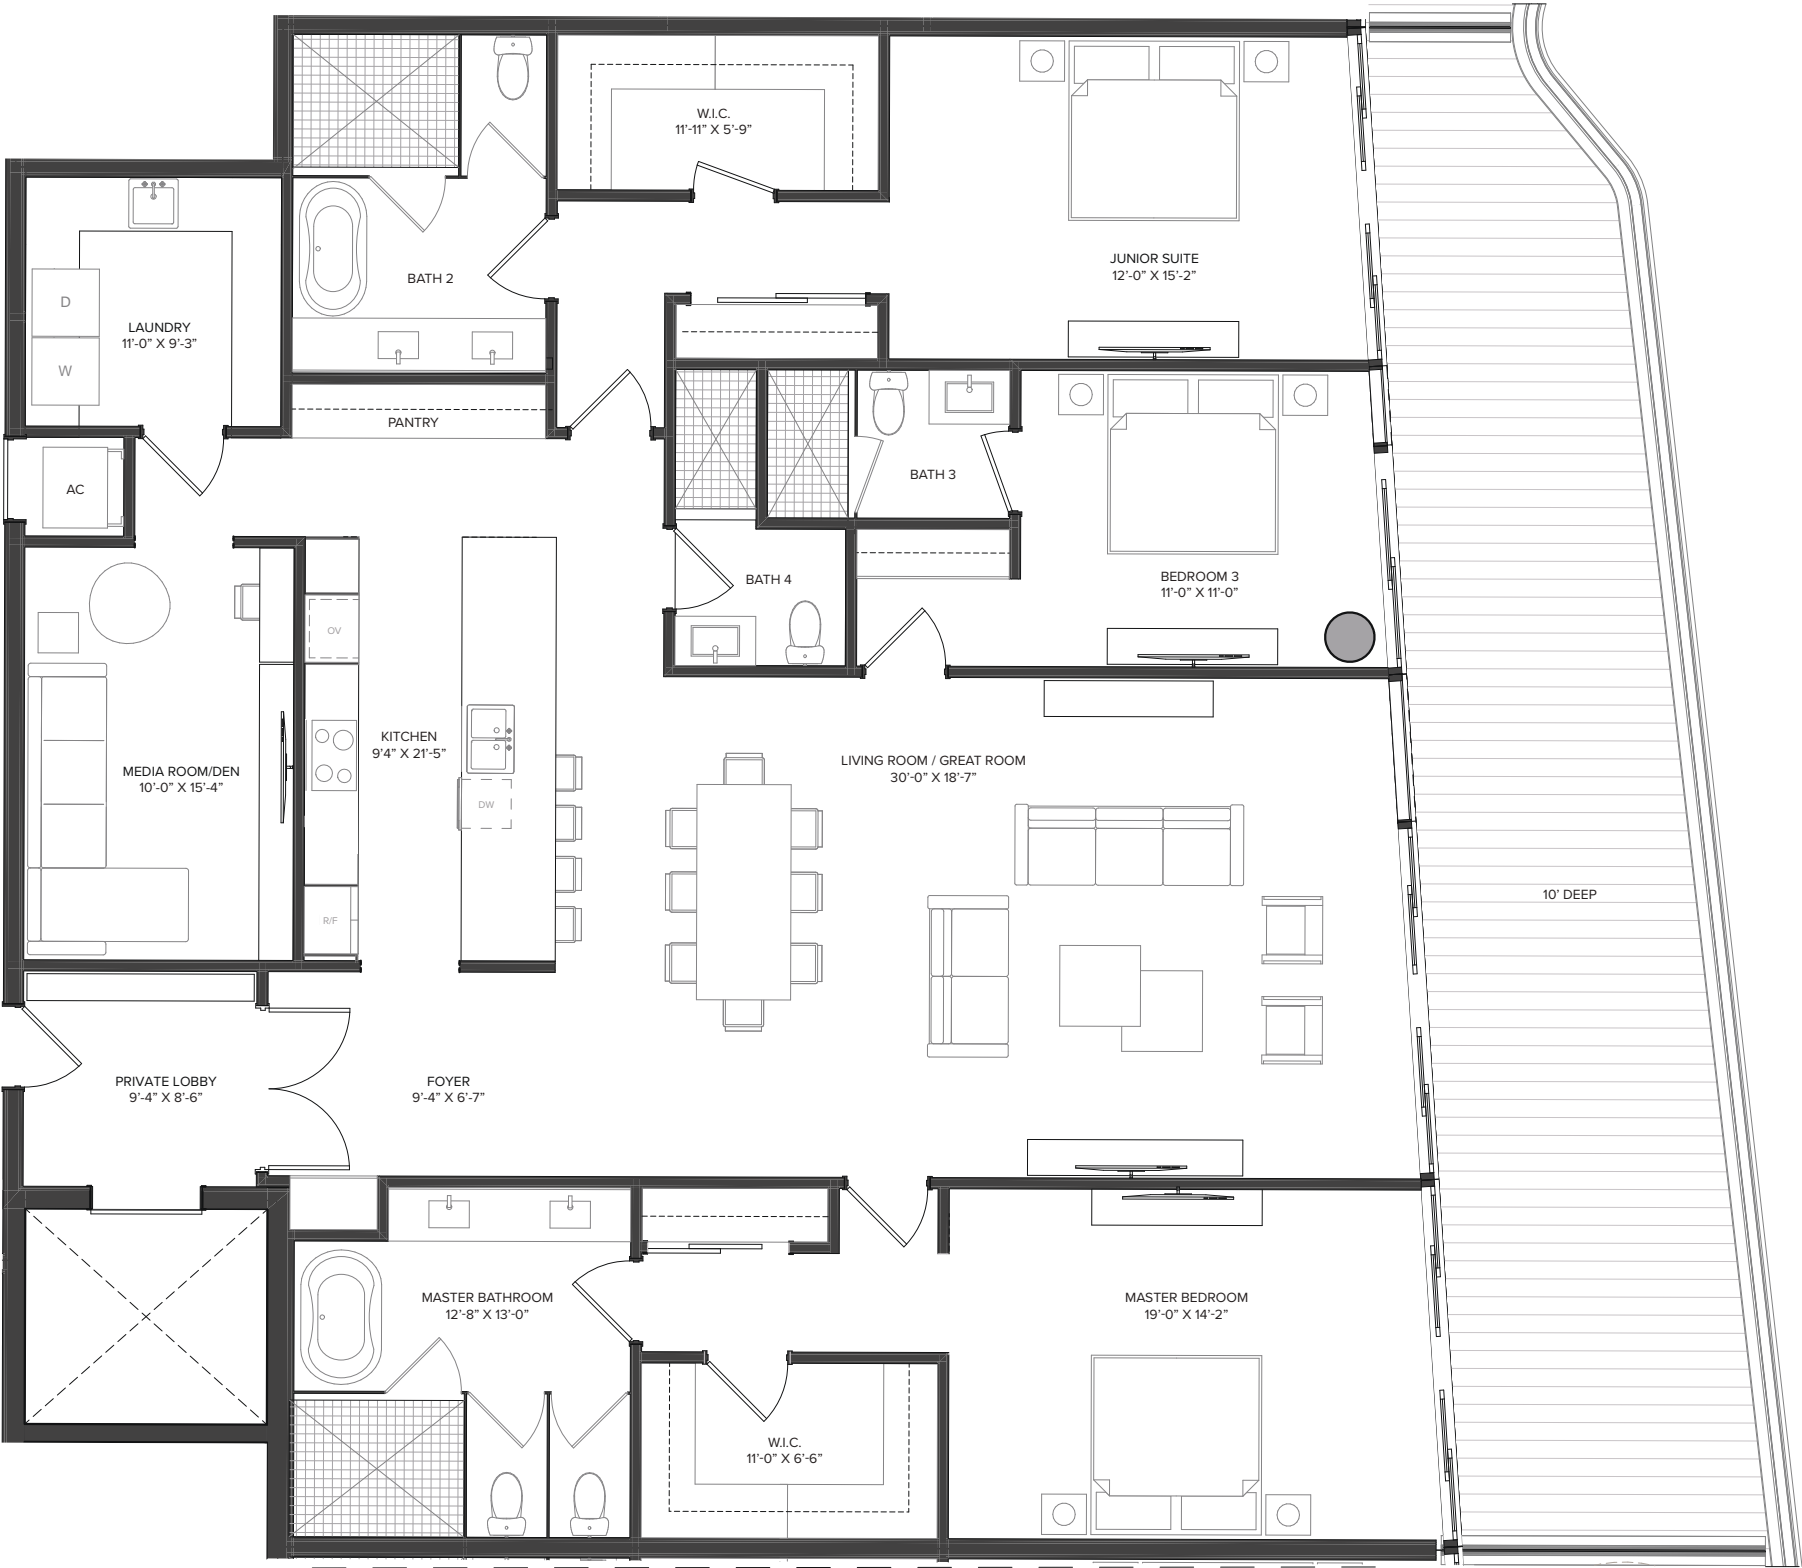 W.I.C.
11'-11" X 5'-9"
JUNIOR SUITE
12'-0" X 15'-2"
BATH 2
D
LAUNDRY
11'-0" X 9'-3"
W
PANTRY
AC
BATH 3
BATH 4
BEDROOM 3
11'-0" X 11'-0"
OV
KITCHEN
9'4" X 21'-5"
MEDIA ROOM/DEN
10'-0" X 15'-4"
DW
LIVING ROOM / GREAT ROOM
30'-0" X 18'-7"
R/F
10' DEEP
PRIVATE LOBBY
9'-4" X 8'-6"
FOYER
9'-4" X 6'-7"
MASTER BATHROOM
12'-8" X 13'-0"
MASTER BEDROOM
19'-0" X 14'-2"
W.I.C.
11'-0" X 6'-6"